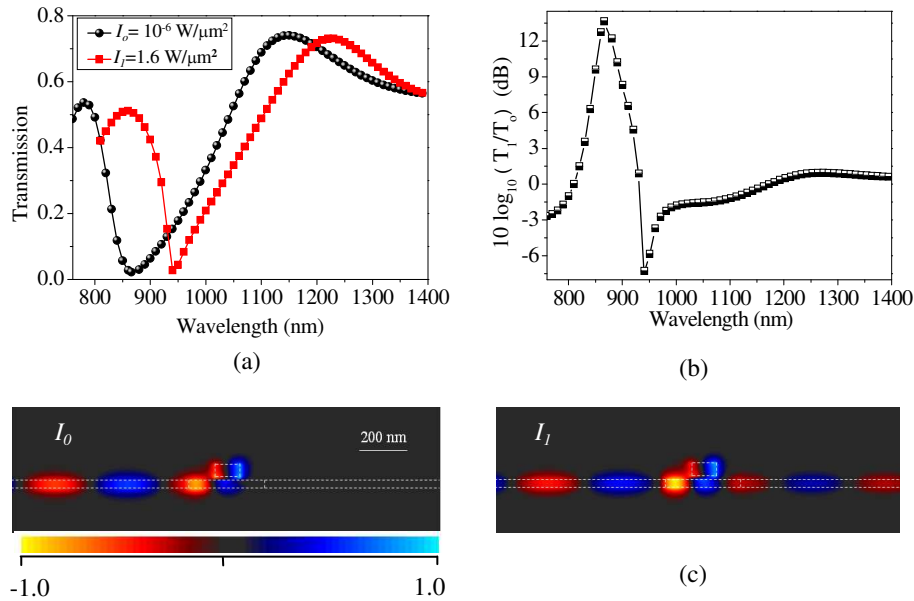 0.8
0.6
0.4
0.2
0.0
Transmission
I₀= 10⁻⁶ W/μm²
I₁=1.6 W/μm²
800 900 1000 1100 1200 1300 1400
Wavelength (nm)
(a)
12
9
6
3
0
-3
-6
10 log₁₀ (T₁/T₀) (dB)
800 900 1000 1100 1200 1300 1400
Wavelength (nm)
(b)
I₀
200 nm
I₁
-1.0
1.0
(c)